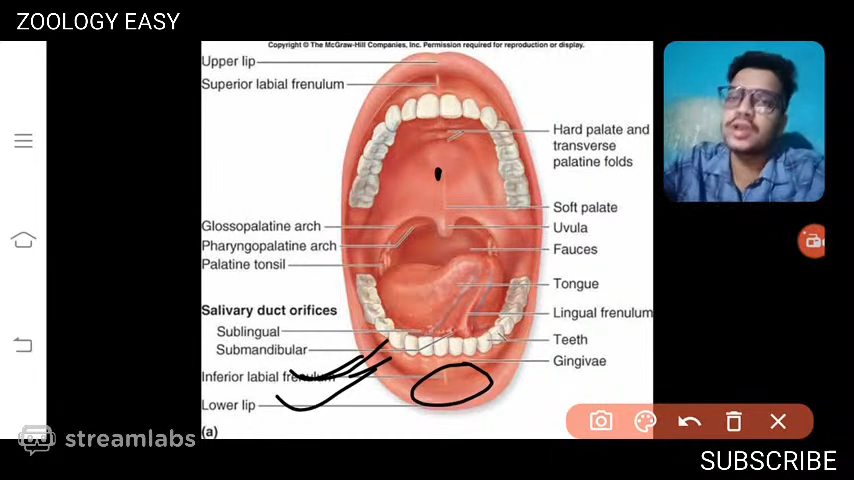 ZOOLOGY EASY
Copyright © The McGraw-Hill Companies, Inc. Permission required for reproduction or display.
Upper lip
Superior labial frenulum
Hard palate and
transverse
palatine folds
Soft palate
Glossopalatine arch
Uvula
Pharyngopalatine arch
Fauces
Palatine tonsil
Tongue
Salivary duct orifices
Lingual frenulum
Sublingual
Teeth
Submandibular
Gingivae
Inferior labial frenulum
Lower lip
(a)
streamlabs
SUBSCRIBE